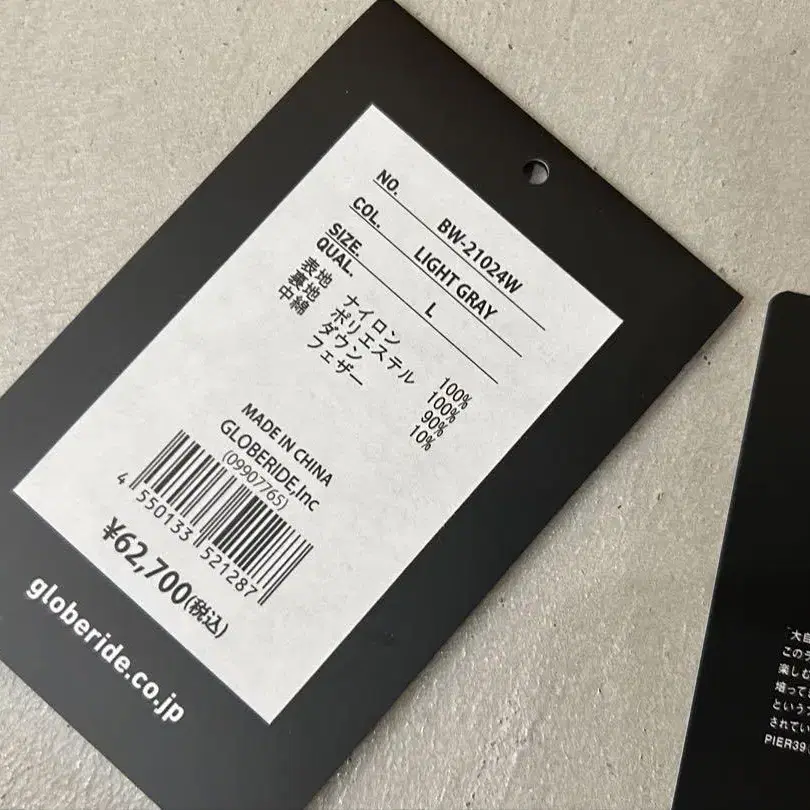 NO. BW-21024W
COL. LIGHT GRAY
SIZE. L
QUAL.
表地 ナイロン 100%
裏地 ポリエステル 100%
中綿 ダウン 90%
フェザー 10%
MADE IN CHINA
GLOBERIDE,Inc
(09907765)
4 550133 521287
¥62,700(税込)
globeride.co.jp
"大自
このラ
楽しむ
培って
というプ
されてい
PIER39